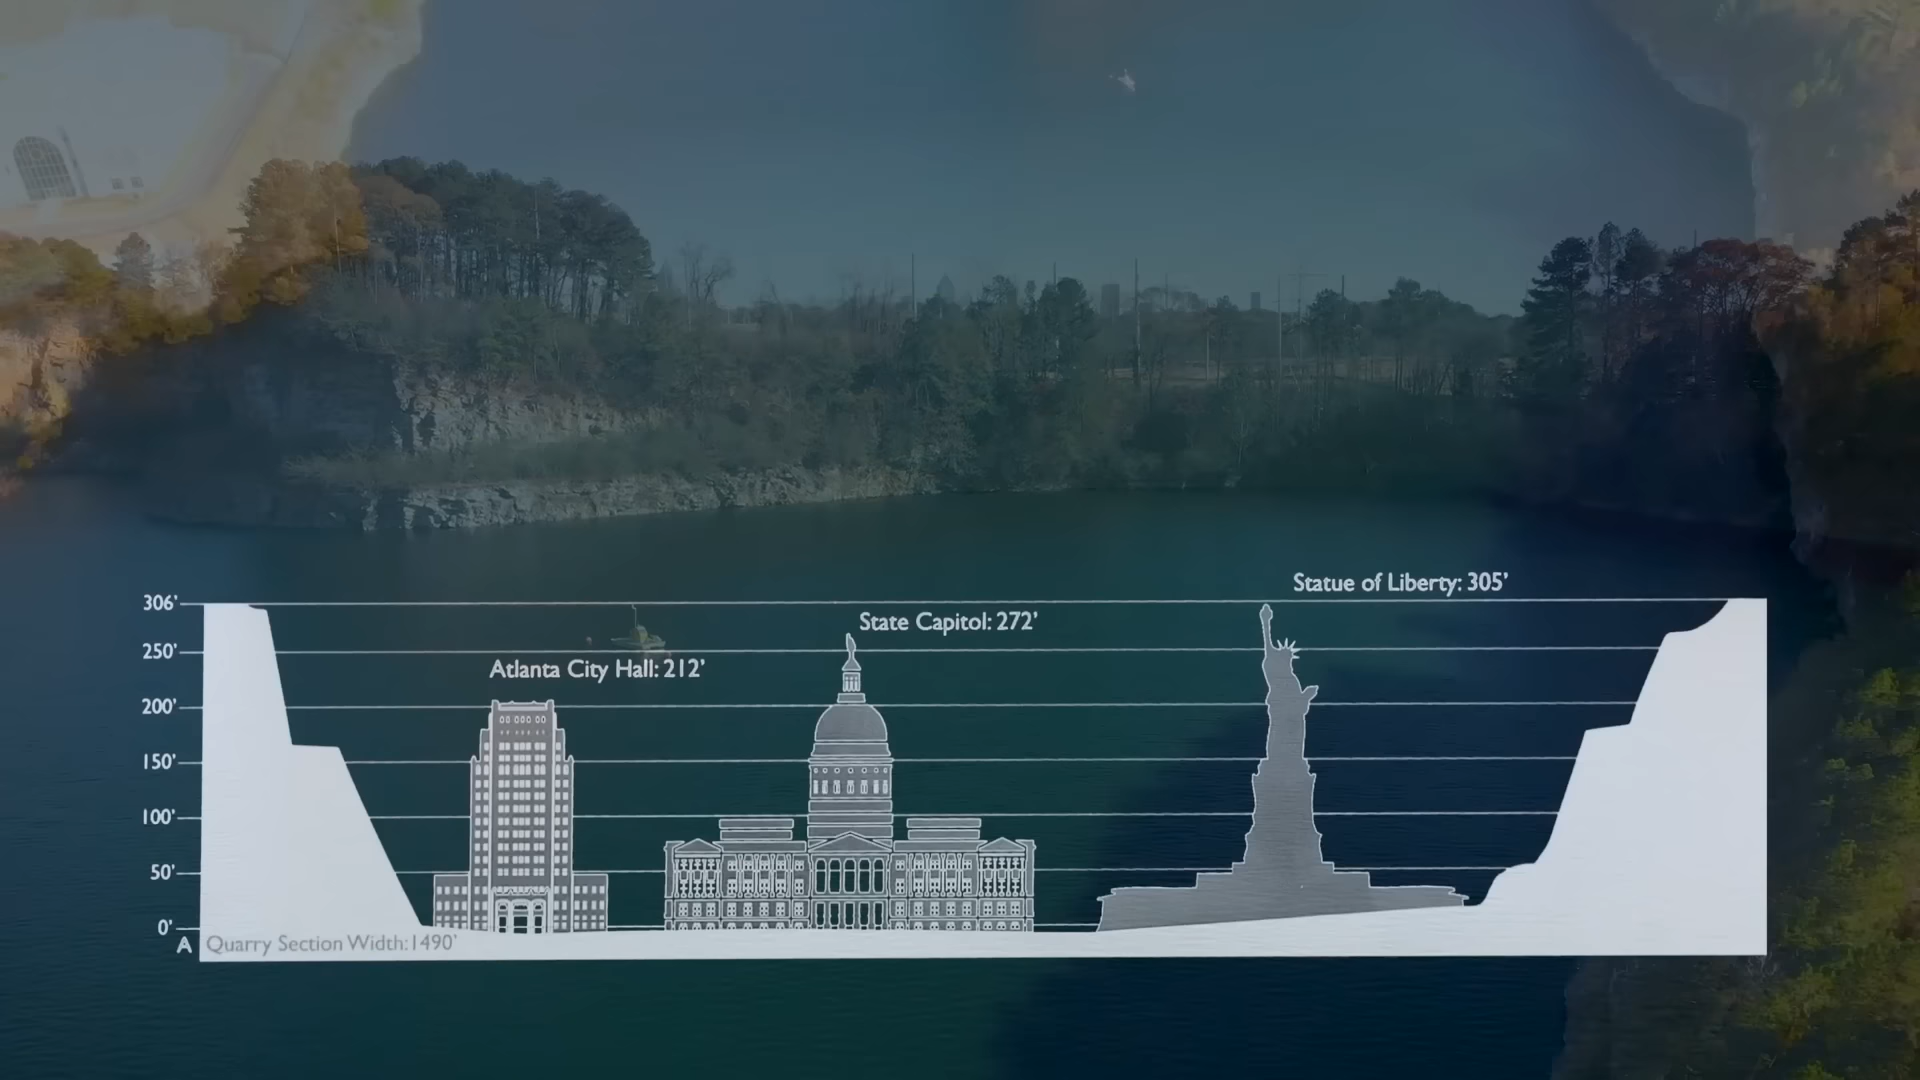 Statue of Liberty: 305'
306'
State Capitol: 272'
250'
Atlanta City Hall: 212'
200'
150'
100'
50'
0'
A Quarry Section Width:1490'